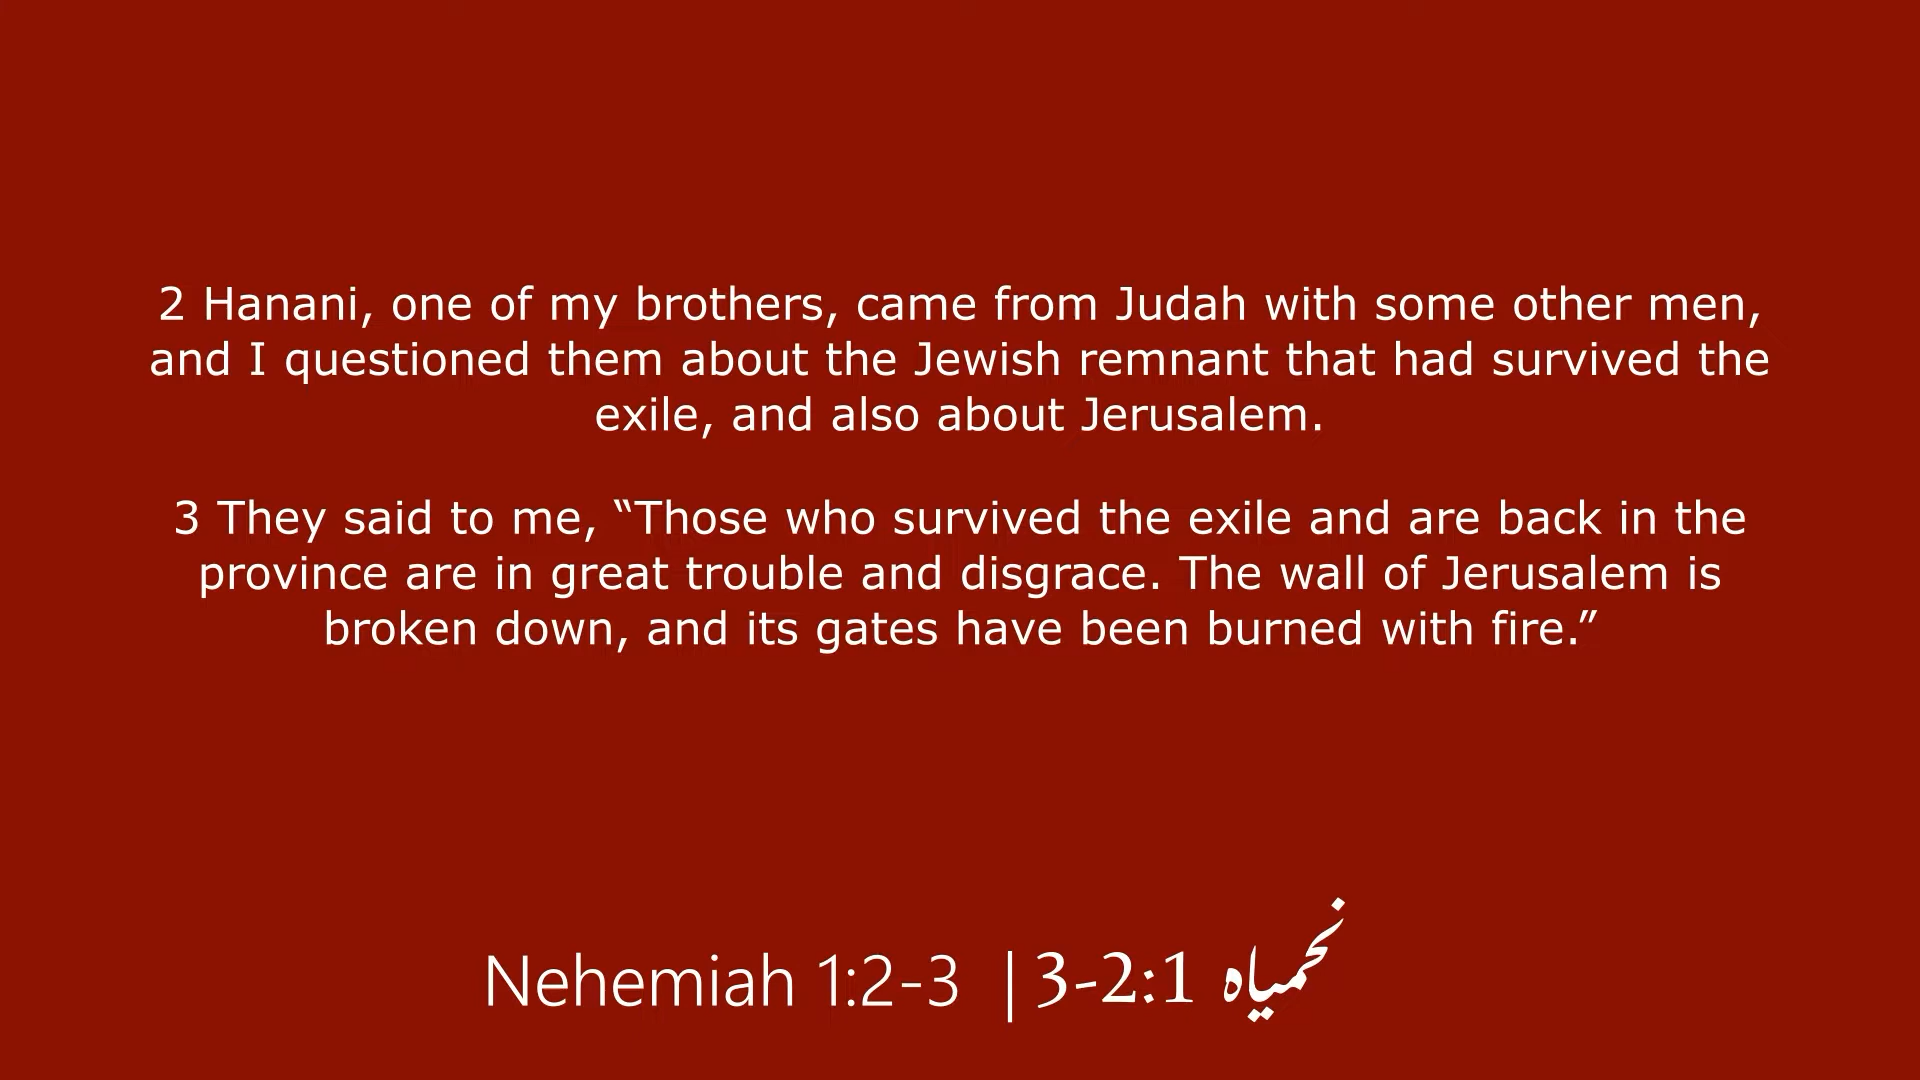 2 Hanani, one of my brothers, came from Judah with some other men,
and I questioned them about the Jewish remnant that had survived the
exile, and also about Jerusalem.
3 They said to me, “Those who survived the exile and are back in the
province are in great trouble and disgrace. The wall of Jerusalem is
broken down, and its gates have been burned with fire.”
Nehemiah 1:2-3 | نحمیاہ 1:2-3